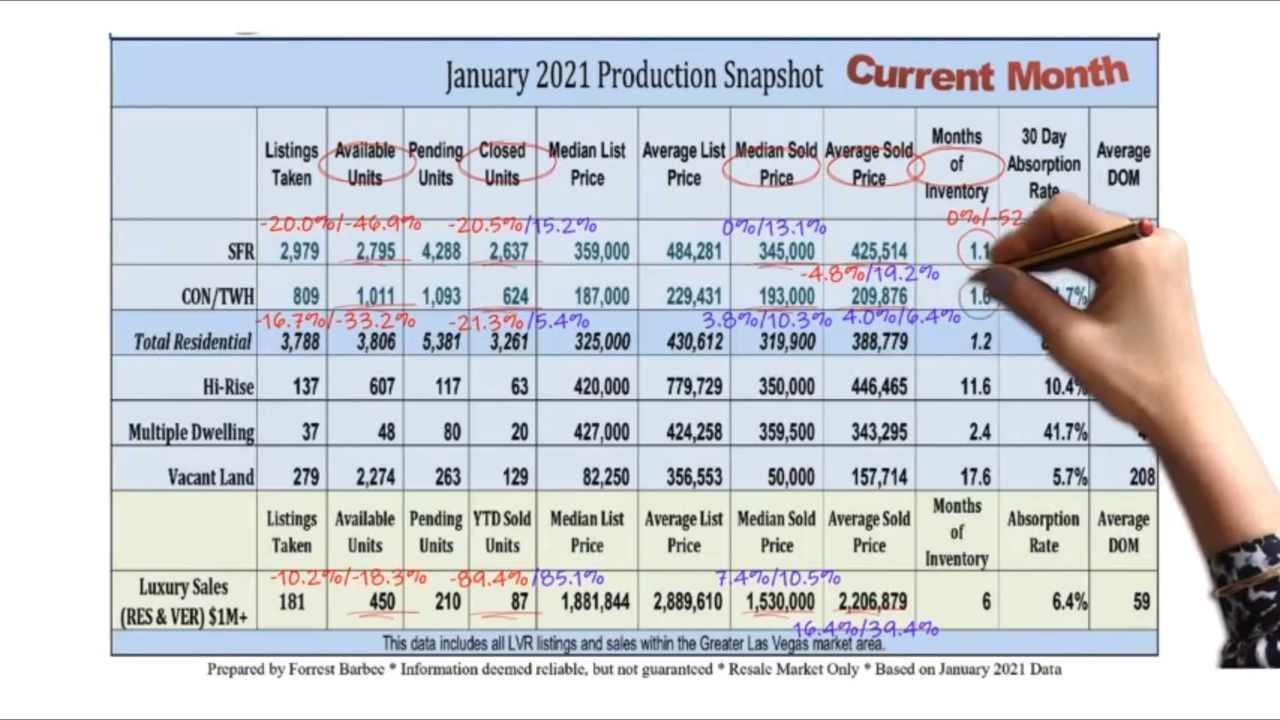 January 2021 Production Snapshot Current Month
Listings Taken Available Units Pending Units Closed Units Median List Price Average List Price Median Sold Price Average Sold Price Months of Inventory 30 Day Absorption Rate Average DOM
-20.0%/-46.9% -20.5%/15.2% 0%/13.1% 0%/-52
SFR 2,979 2,795 4,288 2,637 359,000 484,281 345,000 425,514 1.1
-4.8%/19.2%
CON/TWH 809 1,011 1,093 624 187,000 229,431 193,000 209,876 1.6
-16.7%/-33.2% -21.3%/5.4% 3.8%/10.3% 4.0%/6.4%
Total Residential 3,788 3,806 5,381 3,261 325,000 430,612 319,900 388,779 1.2
Hi-Rise 137 607 117 63 420,000 779,729 350,000 446,465 11.6 10.4%
Multiple Dwelling 37 48 80 20 427,000 424,258 359,500 343,295 2.4 41.7%
Vacant Land 279 2,274 263 129 82,250 356,553 50,000 157,714 17.6 5.7% 208
Listings Taken Available Units Pending Units YTD Sold Units Median List Price Average List Price Median Sold Price Average Sold Price Months of Inventory Absorption Rate Average DOM
-10.2%/-18.3% -89.4%/85.1% 7.4%/10.5%
Luxury Sales (RES & VER) $1M+ 181 450 210 87 1,881,844 2,889,610 1,530,000 2,206,879 6 6.4% 59
16.4%/39.4%
This data includes all LVR listings and sales within the Greater Las Vegas market area.
Prepared by Forrest Barbee * Information deemed reliable, but not guaranteed * Resale Market Only * Based on January 2021 Data